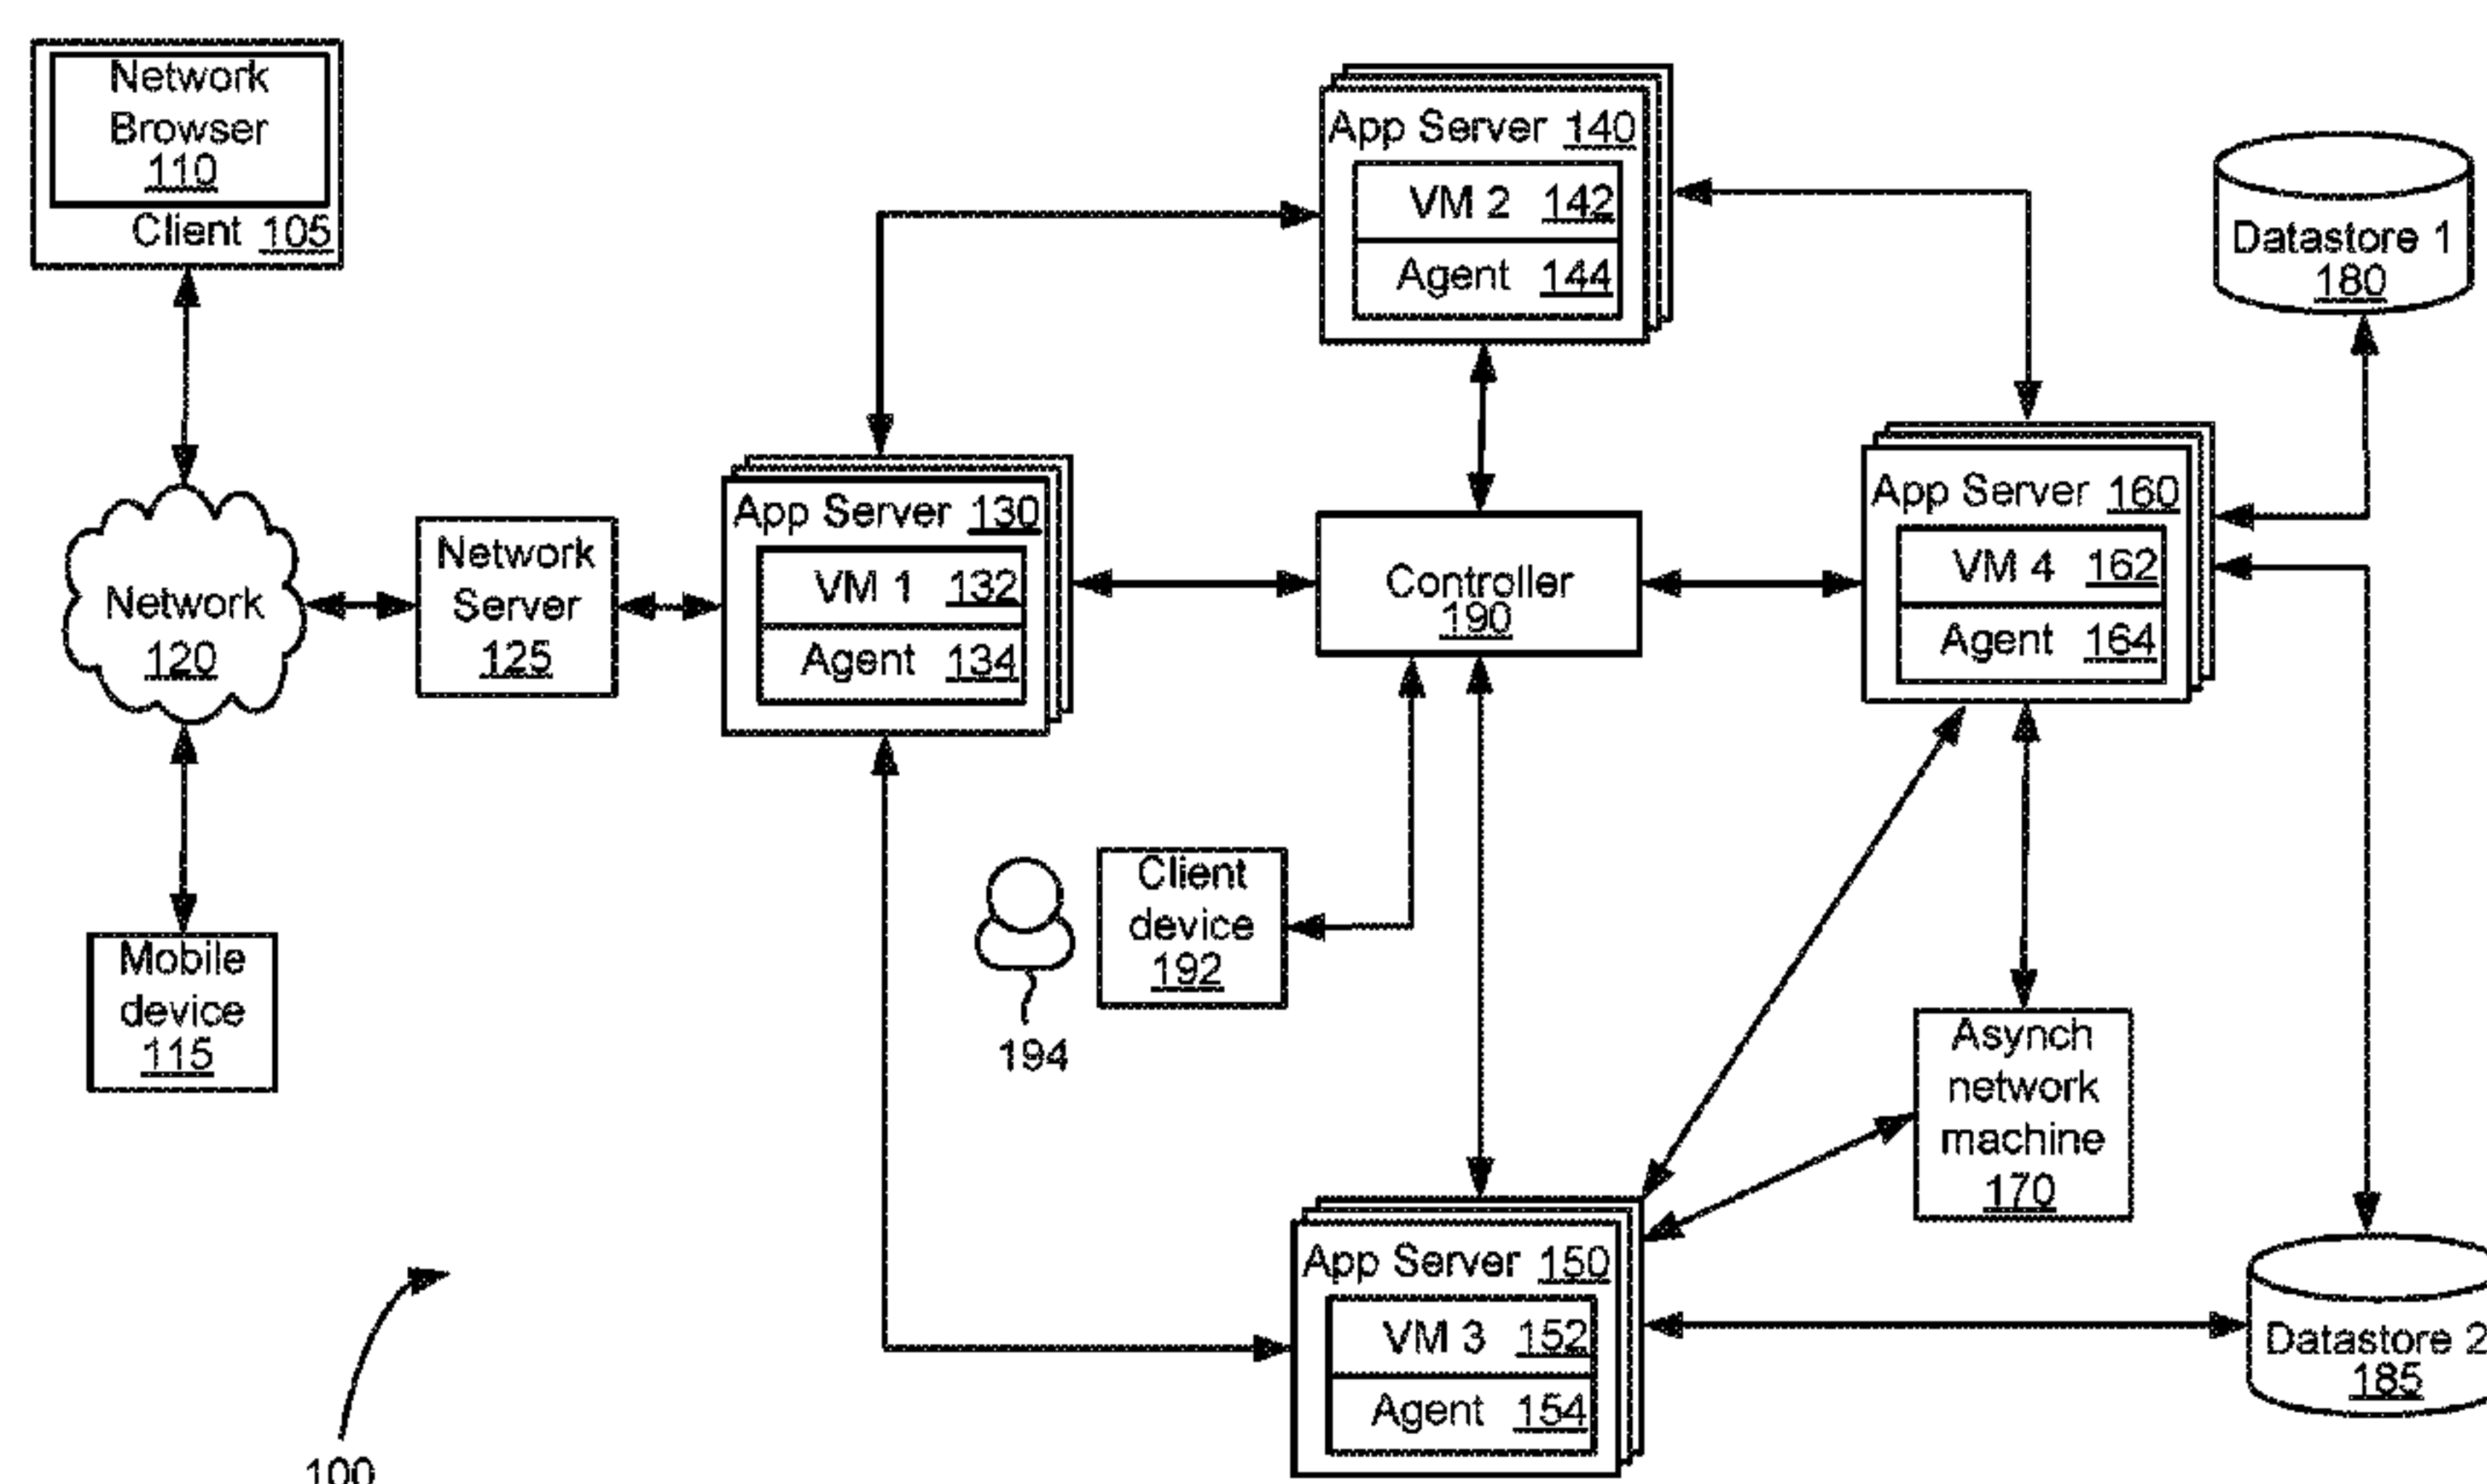 Network
Browser
110
Client 105
App Server 140
VM 2 142
Agent 144
Datastore 1
180
Network
120
Network
Server
125
App Server 130
VM 1 132
Agent 134
Controller
190
App Server 160
VM 4 162
Agent 164
Mobile
device
115
194
Client
device
192
Asynch
network
machine
170
App Server 150
VM 3 152
Agent 154
Datastore 2
185
100